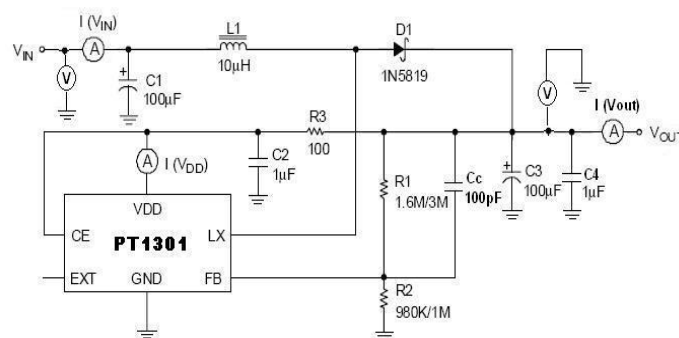 I (VIN)
L1
D1
VIN
A
V
C1
100μF
10μH
1N5819
V
I (Vout)
A
VOUT
R3
100
A
I (VDD)
C2
1μF
R1
1.6M/3M
Cc
100pF
C3
100μF
C4
1μF
VDD
CE
LX
PT1301
EXT
GND
FB
R2
980K/1M
+
+